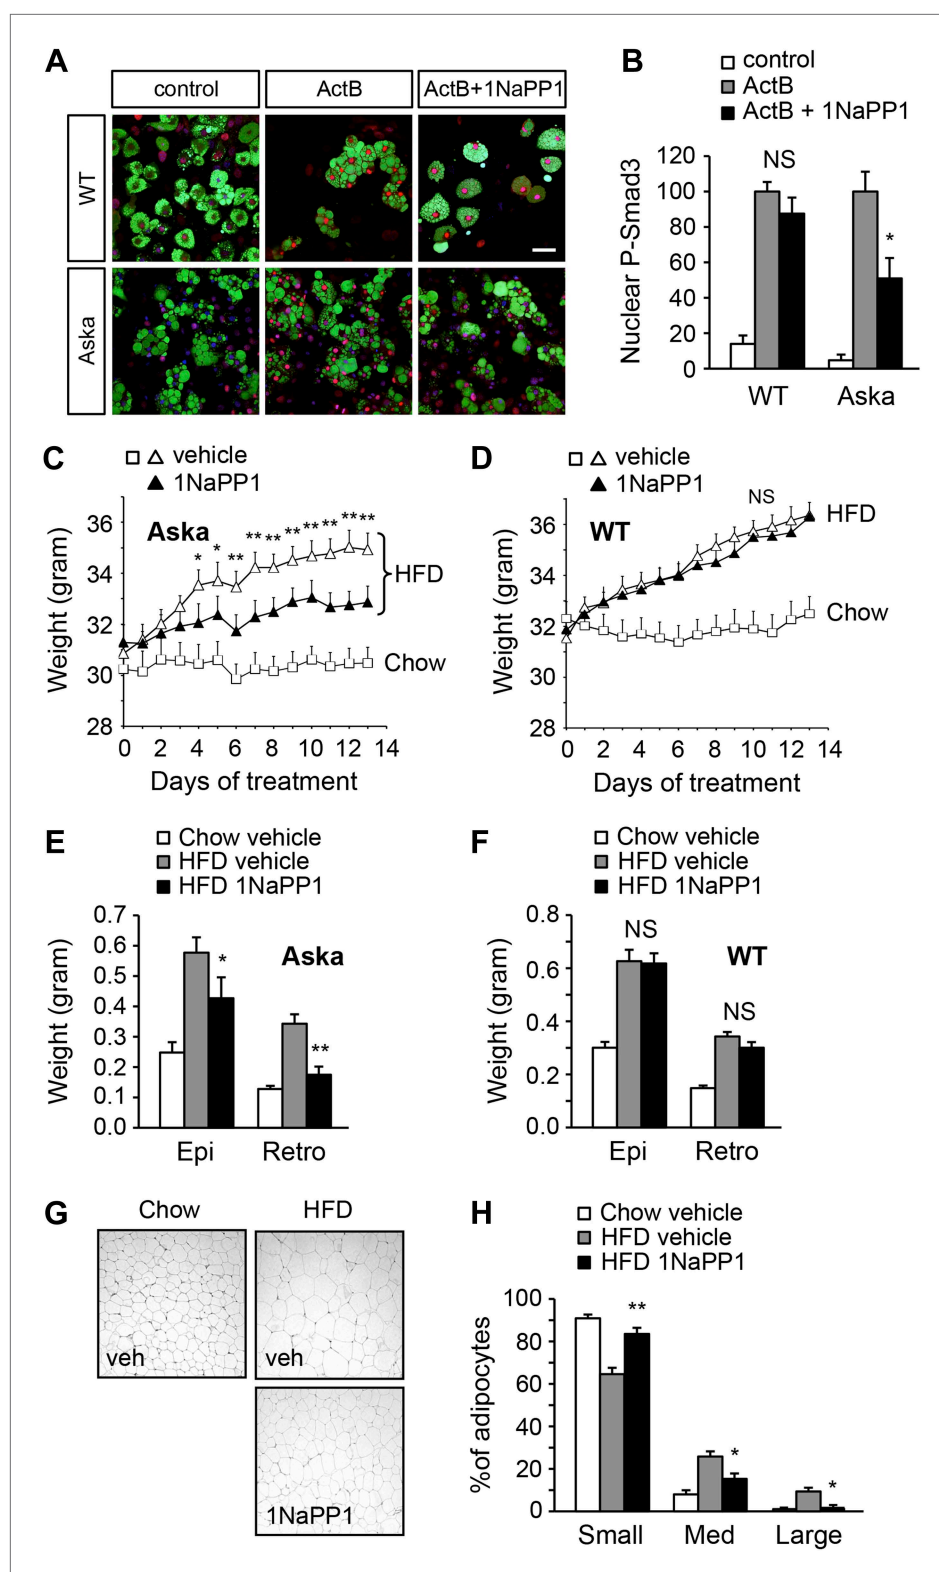 A
control
ActB
ActB+1NaPP1
WT
Aska
B
control
ActB
ActB + 1NaPP1
Nuclear P-Smad3
120
100
80
60
40
20
0
NS
*
WT
Aska
C
vehicle
1NaPP1
Aska
Weight (gram)
36
34
32
30
28
* * ** ** ** ** ** ** ** **
HFD
Chow
0 2 4 6 8 10 12 14
Days of treatment
D
vehicle
1NaPP1
WT
Weight (gram)
36
34
32
30
28
NS
HFD
Chow
0 2 4 6 8 10 12 14
Days of treatment
E
Chow vehicle
HFD vehicle
HFD 1NaPP1
Weight (gram)
0.7
0.6
0.5
0.4
0.3
0.2
0.1
0.0
Aska
*
**
Epi
Retro
F
Chow vehicle
HFD vehicle
HFD 1NaPP1
Weight (gram)
0.8
0.6
0.4
0.2
0.0
NS
WT
NS
Epi
Retro
G
Chow
HFD
veh
veh
1NaPP1
H
Chow vehicle
HFD vehicle
HFD 1NaPP1
%of adipocytes
100
80
60
40
20
0
**
*
*
Small
Med
Large